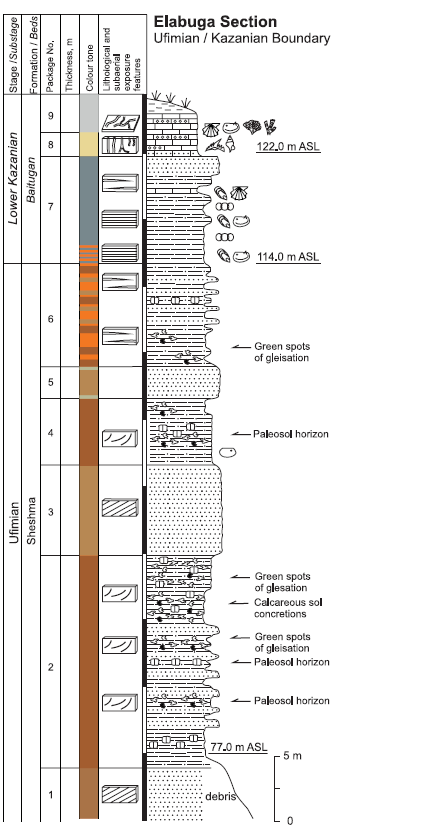 Elabuga Section
Ufimian / Kazanian Boundary
Stage / Substage
Formation / Beds
Package No.
Thickness, m
Colour tone
Lithological and
subaerial
exposure
features
Lower Kazanian
Baitugan
9
8
122.0 m ASL
7
114.0 m ASL
Ufimian
Sheshma
6
Green spots
of gleisation
5
4
Paleosol horizon
3
2
Green spots
of glesation
Calcareous sol
concretions
Green spots
of gleisation
Paleosol horizon
Paleosol horizon
77.0 m ASL
5 m
1
debris
0